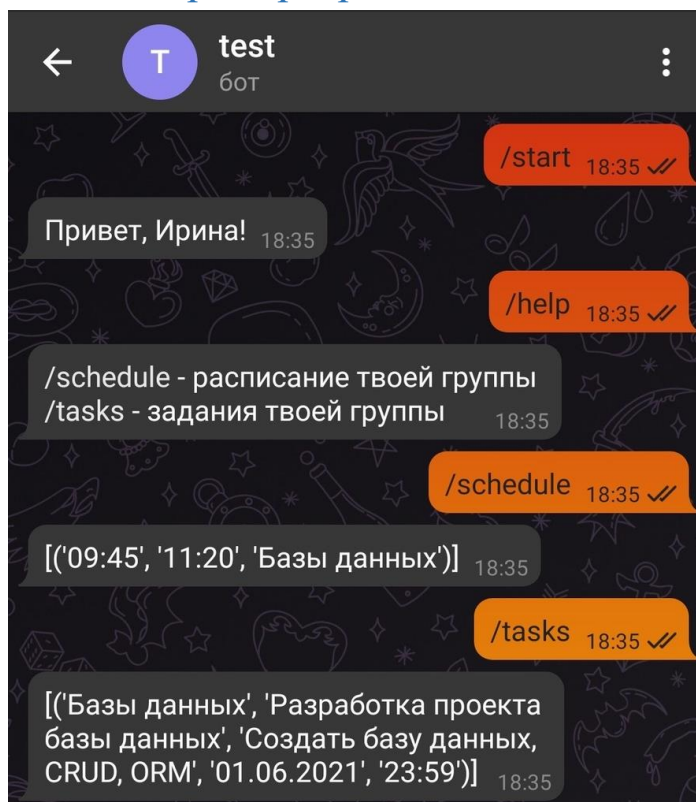 T
test
бот
/start 18:35
Привет, Ирина! 18:35
/help 18:35
/schedule - расписание твоей группы
/tasks - задания твоей группы 18:35
/schedule 18:35
[('09:45', '11:20', 'Базы данных')] 18:35
/tasks 18:35
[('Базы данных', 'Разработка проекта
базы данных', 'Создать базу данных,
CRUD, ORM', '01.06.2021', '23:59')] 18:35